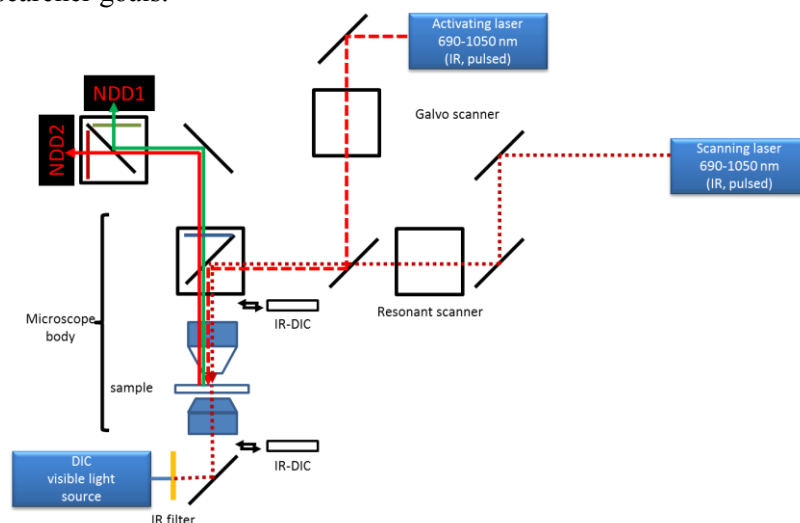 searcher goals.
Activating laser
690-1050 nm
(IR, pulsed)
NDD1
NDD2
Galvo scanner
Scanning laser
690-1050 nm
(IR, pulsed)
Resonant scanner
IR-DIC
Microscope
body
sample
IR-DIC
DIC
visible light
source
IR filter